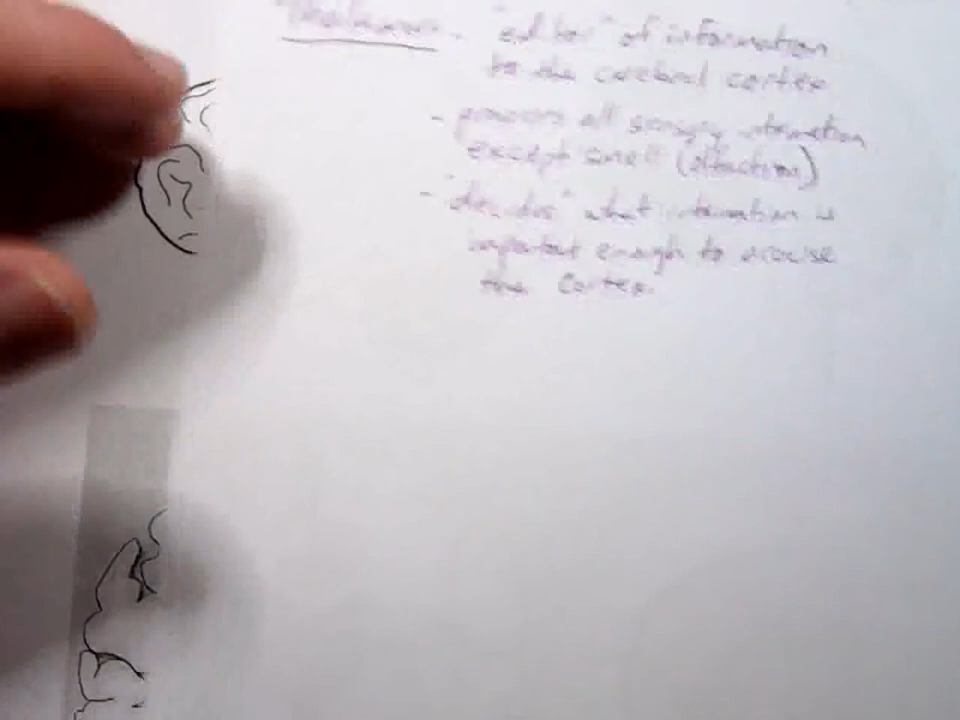 Thalamus - "editor" of information
to the cerebral cortex
- processes all sensory information
except smell (olfaction)
- "decides" what information is
important enough to arouse
the cortex.